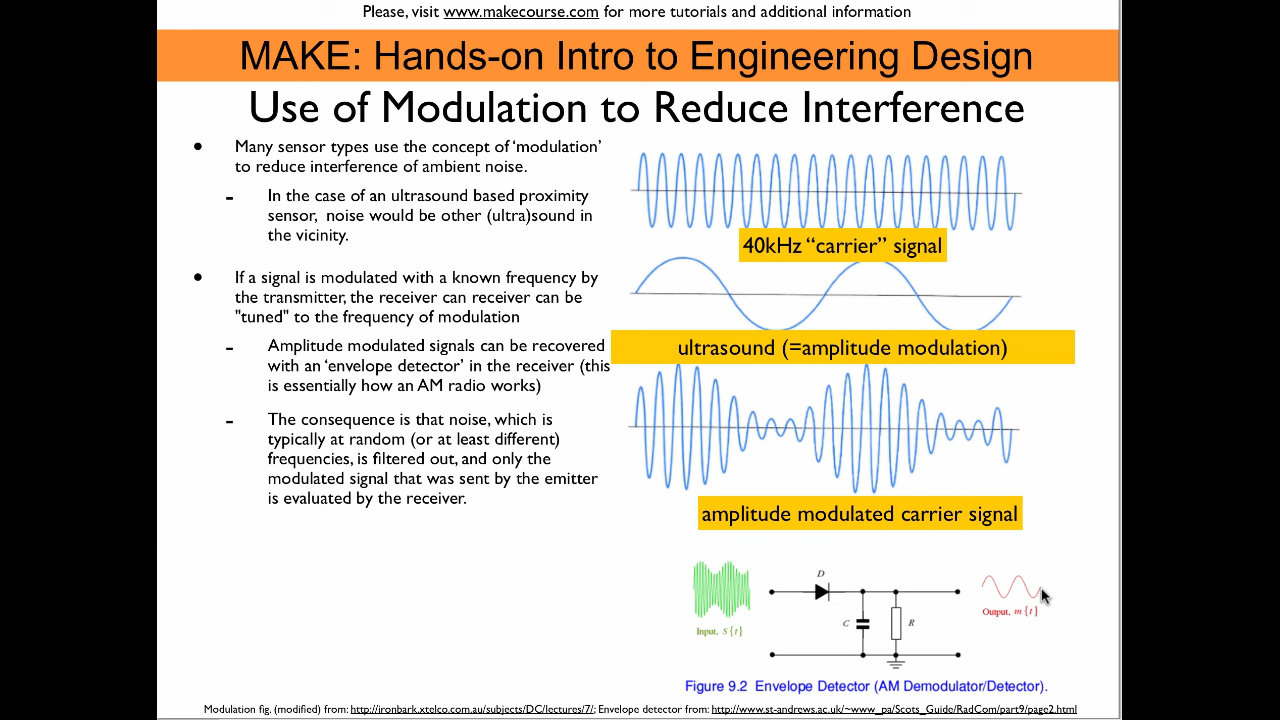 Please, visit www.makecourse.com for more tutorials and additional information
MAKE: Hands-on Intro to Engineering Design
Use of Modulation to Reduce Interference
• Many sensor types use the concept of 'modulation'
to reduce interference of ambient noise.
- In the case of an ultrasound based proximity
sensor, noise would be other (ultra)sound in
the vicinity.
• If a signal is modulated with a known frequency by
the transmitter, the receiver can receiver can be
"tuned" to the frequency of modulation
- Amplitude modulated signals can be recovered
with an 'envelope detector' in the receiver (this
is essentially how an AM radio works)
- The consequence is that noise, which is
typically at random (or at least different)
frequencies, is filtered out, and only the
modulated signal that was sent by the emitter
is evaluated by the receiver.
40kHz “carrier” signal
ultrasound (=amplitude modulation)
amplitude modulated carrier signal
D
C
R
Input, S{t}
Output, m{t}
Figure 9.2 Envelope Detector (AM Demodulator/Detector).
Modulation fig. (modified) from: http://ironbark.xtelco.com.au/subjects/DC/lectures/7/; Envelope detector from: http://www.st-andrews.ac.uk/~www_pa/Scots_Guide/RadCom/part9/page2.html